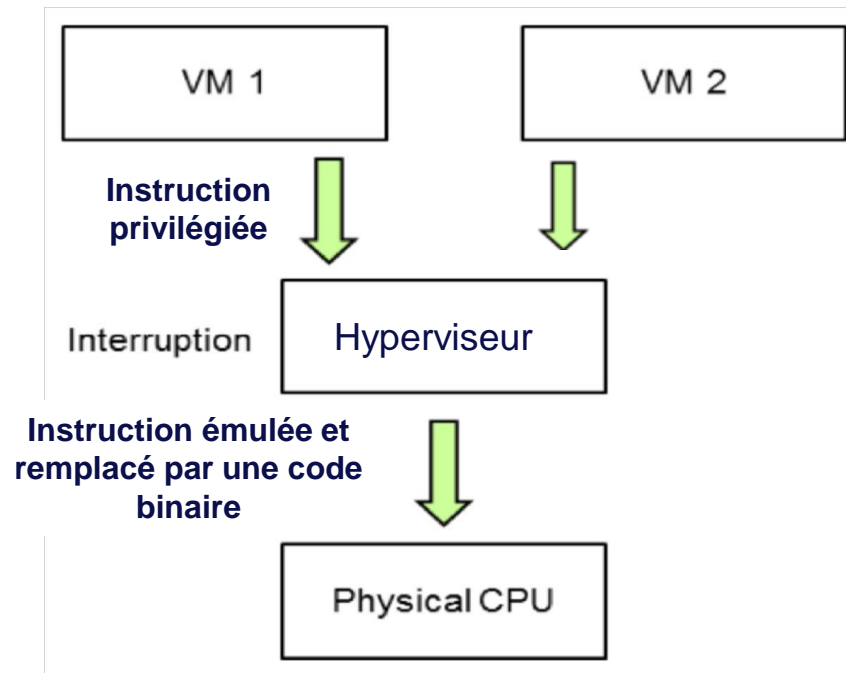 VM 1
VM 2
Instruction
privilégiée
Interruption
Hyperviseur
Instruction émulée et
remplacé par une code
binaire
Physical CPU